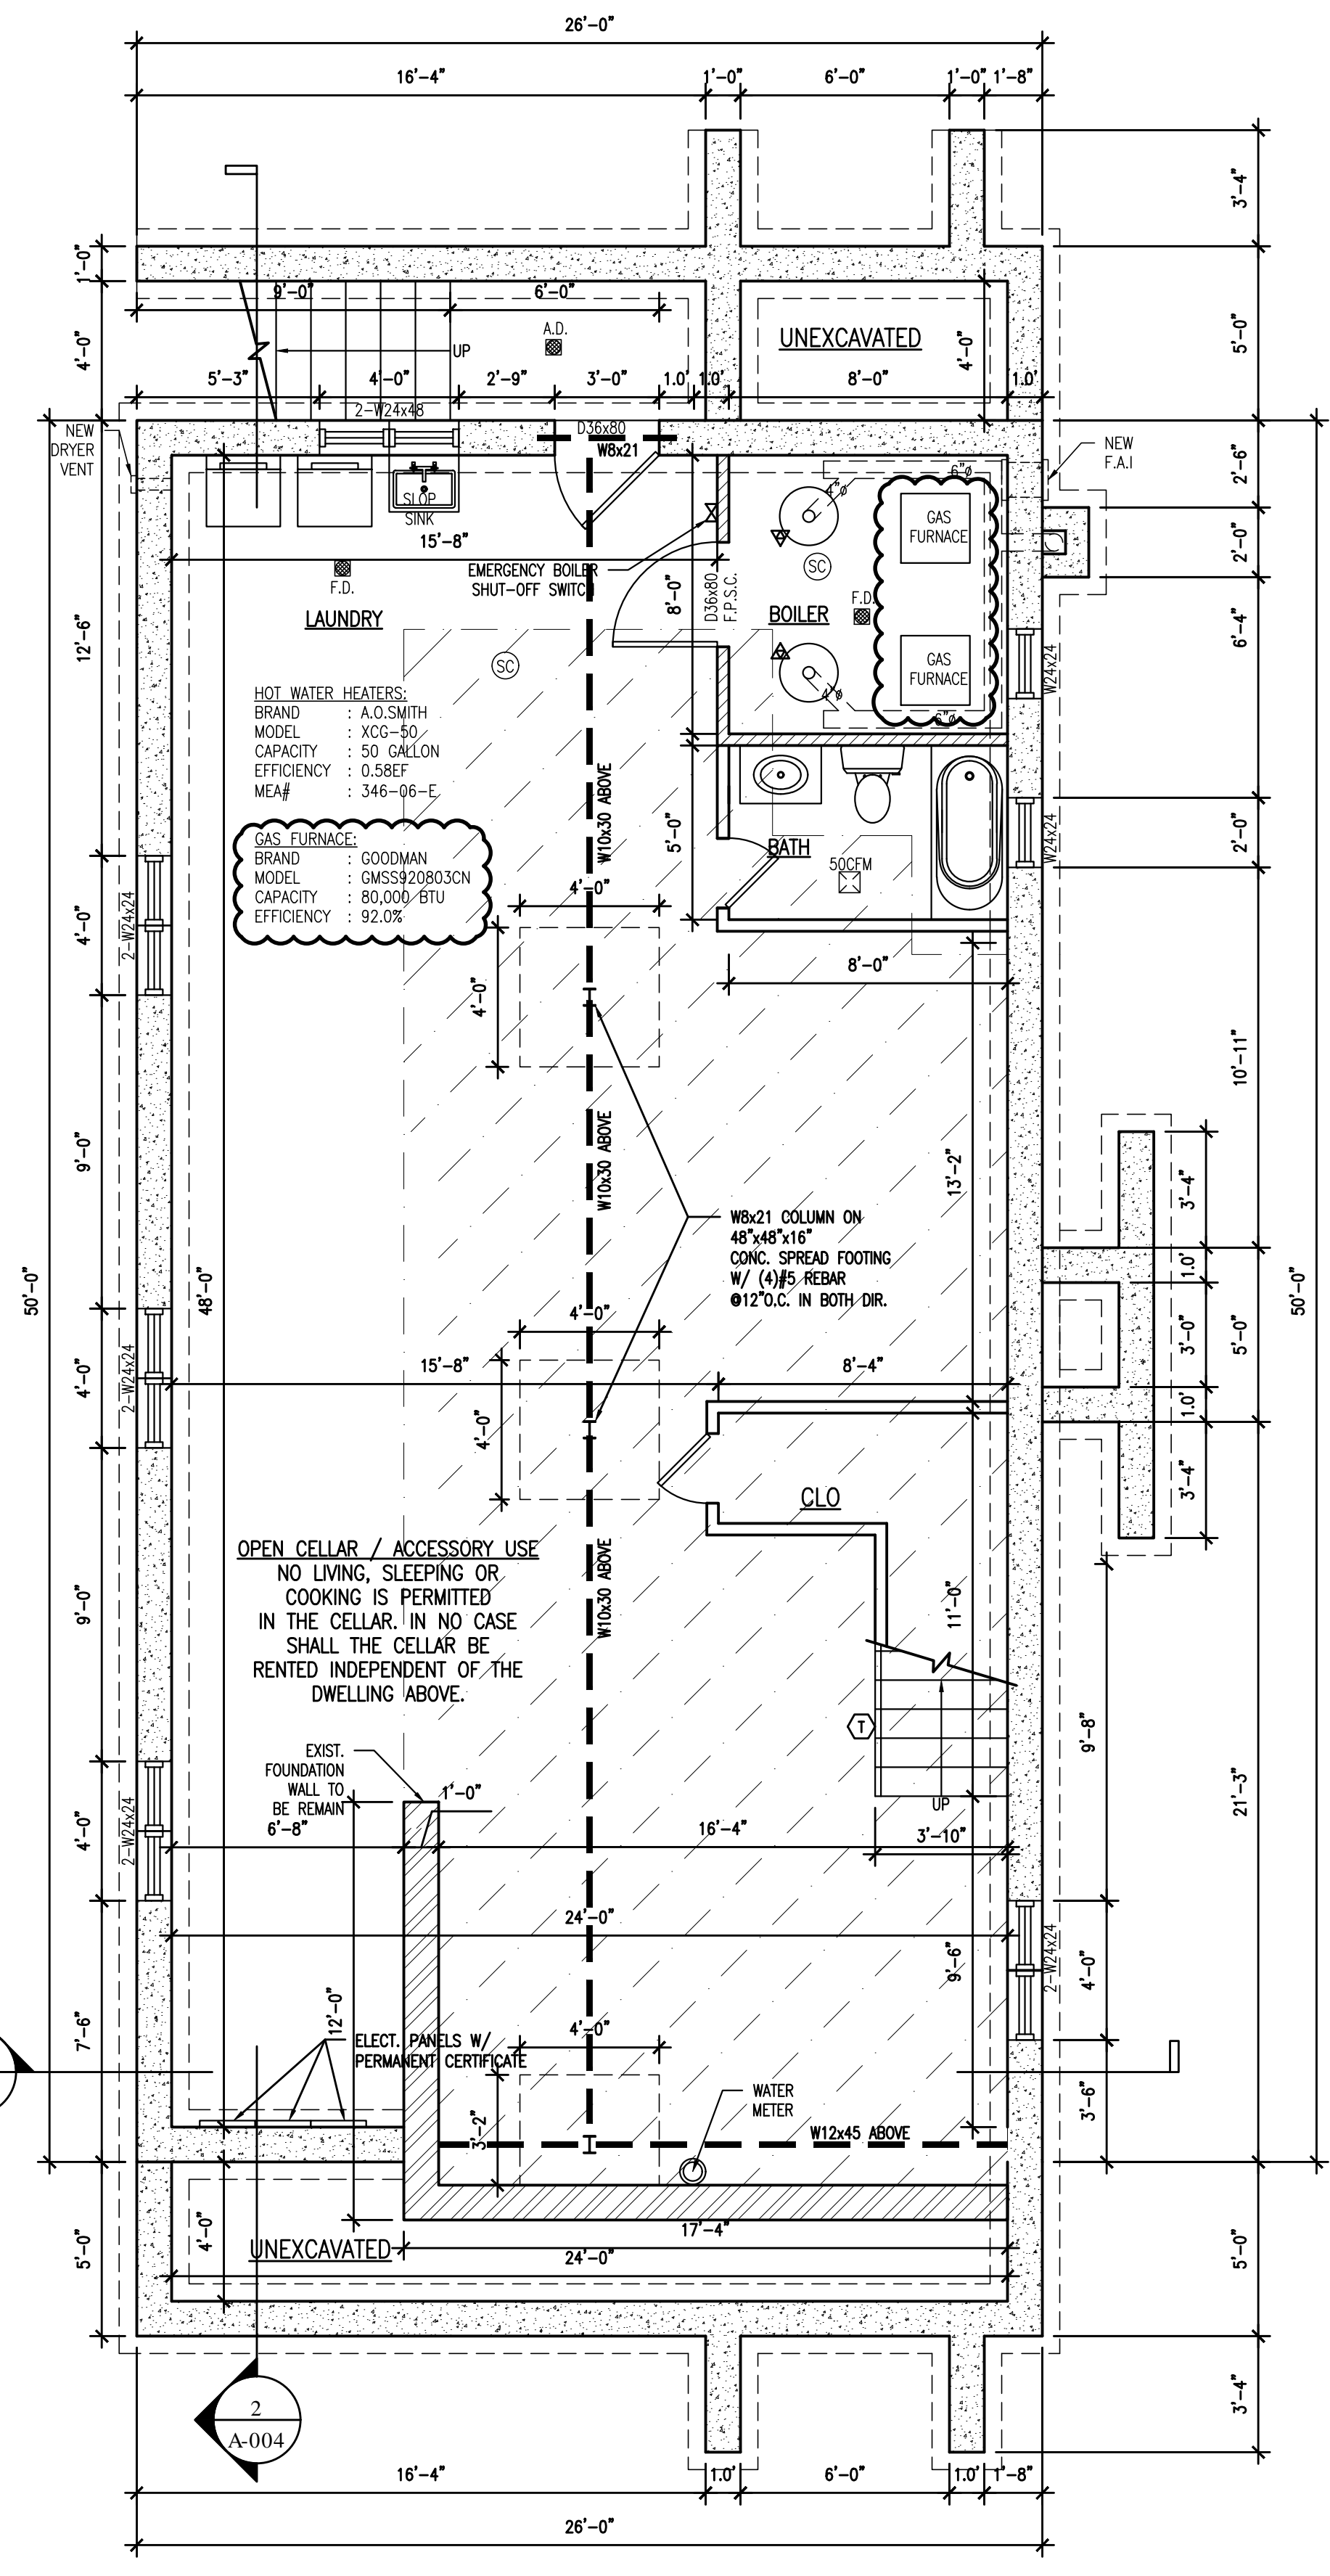 26'-0"
16'-4"
1'-0"
6'-0"
1'-0"
1'-8"
3'-4"
1'-0"
9'-0"
6'-0"
A.D.
UP
UNEXCAVATED
4'-0"
5'-0"
4'-0"
5'-3"
4'-0"
2'-9"
3'-0"
1.0'
1.0'
8'-0"
1.0'
2-W24x48
D36x80
W8x21
NEW
DRYER
VENT
NEW
F.A.I
2'-6"
SLOP
SINK
15'-8"
6"ø
4"ø
GAS
FURNACE
2'-0"
EMERGENCY BOILER
SHUT-OFF SWITCH
SC
F.D.
8'-0"
D36x80
F.P.S.C.
F.D.
LAUNDRY
BOILER
12'-6"
6'-4"
SC
GAS
FURNACE
4"ø
6"ø
W24x24
HOT WATER HEATERS:
BRAND : A.O.SMITH
MODEL : XCG-50
CAPACITY : 50 GALLON
EFFICIENCY : 0.58EF
MEA# : 346-06-E
W10x30 ABOVE
GAS FURNACE:
BRAND : GOODMAN
MODEL : GMSS920803CN
CAPACITY : 80,000 BTU
EFFICIENCY : 92.0%
5'-0"
BATH
50CFM
W24x24
2'-0"
4'-0"
2-W24x24
4'-0"
4'-0"
8'-0"
10'-11"
9'-0"
W10x30 ABOVE
13'-2"
3'-4"
W8x21 COLUMN ON
48"x48"x16"
CONC. SPREAD FOOTING
W/ (4)#5 REBAR
@12"O.C. IN BOTH DIR.
1.0'
50'-0"
48'-0"
4'-0"
3'-0"
5'-0"
50'-0"
15'-8"
8'-4"
4'-0"
2-W24x24
1.0'
4'-0"
3'-4"
CLO
OPEN CELLAR / ACCESSORY USE
NO LIVING, SLEEPING OR
COOKING IS PERMITTED
IN THE CELLAR. IN NO CASE
SHALL THE CELLAR BE
RENTED INDEPENDENT OF THE
DWELLING ABOVE.
W10x30 ABOVE
9'-0"
11'-0"
T
9'-8"
EXIST.
FOUNDATION
WALL TO
BE REMAIN
1'-0"
UP
21'-3"
6'-8"
16'-4"
3'-10"
4'-0"
2-W24x24
24'-0"
9'-6"
2-W24x24
4'-0"
7'-6"
12'-0"
4'-0"
ELECT. PANELS W/
PERMANENT CERTIFICATE
WATER
METER
3'-6"
3'-2"
W12x45 ABOVE
17'-4"
4'-0"
UNEXCAVATED
24'-0"
5'-0"
5'-0"
3'-4"
2
A-004
16'-4"
1.0'
6'-0"
1.0'
1'-8"
26'-0"